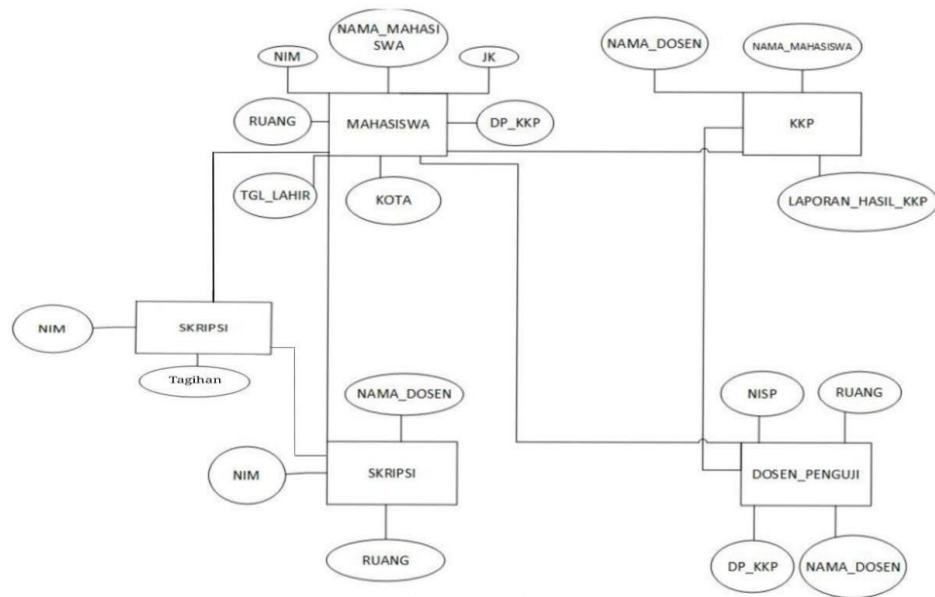 NAMA_MAHASI
SWA
NIM
JK
RUANG
MAHASISWA
DP_KKP
TGL_LAHIR
KOTA
NAMA_DOSEN
NAMA_MAHASISWA
KKP
LAPORAN_HASIL_KKP
NIM
SKRIPSI
Tagihan
NAMA_DOSEN
NIM
SKRIPSI
RUANG
NISP
RUANG
DOSEN_PENGUJI
DP_KKP
NAMA_DOSEN